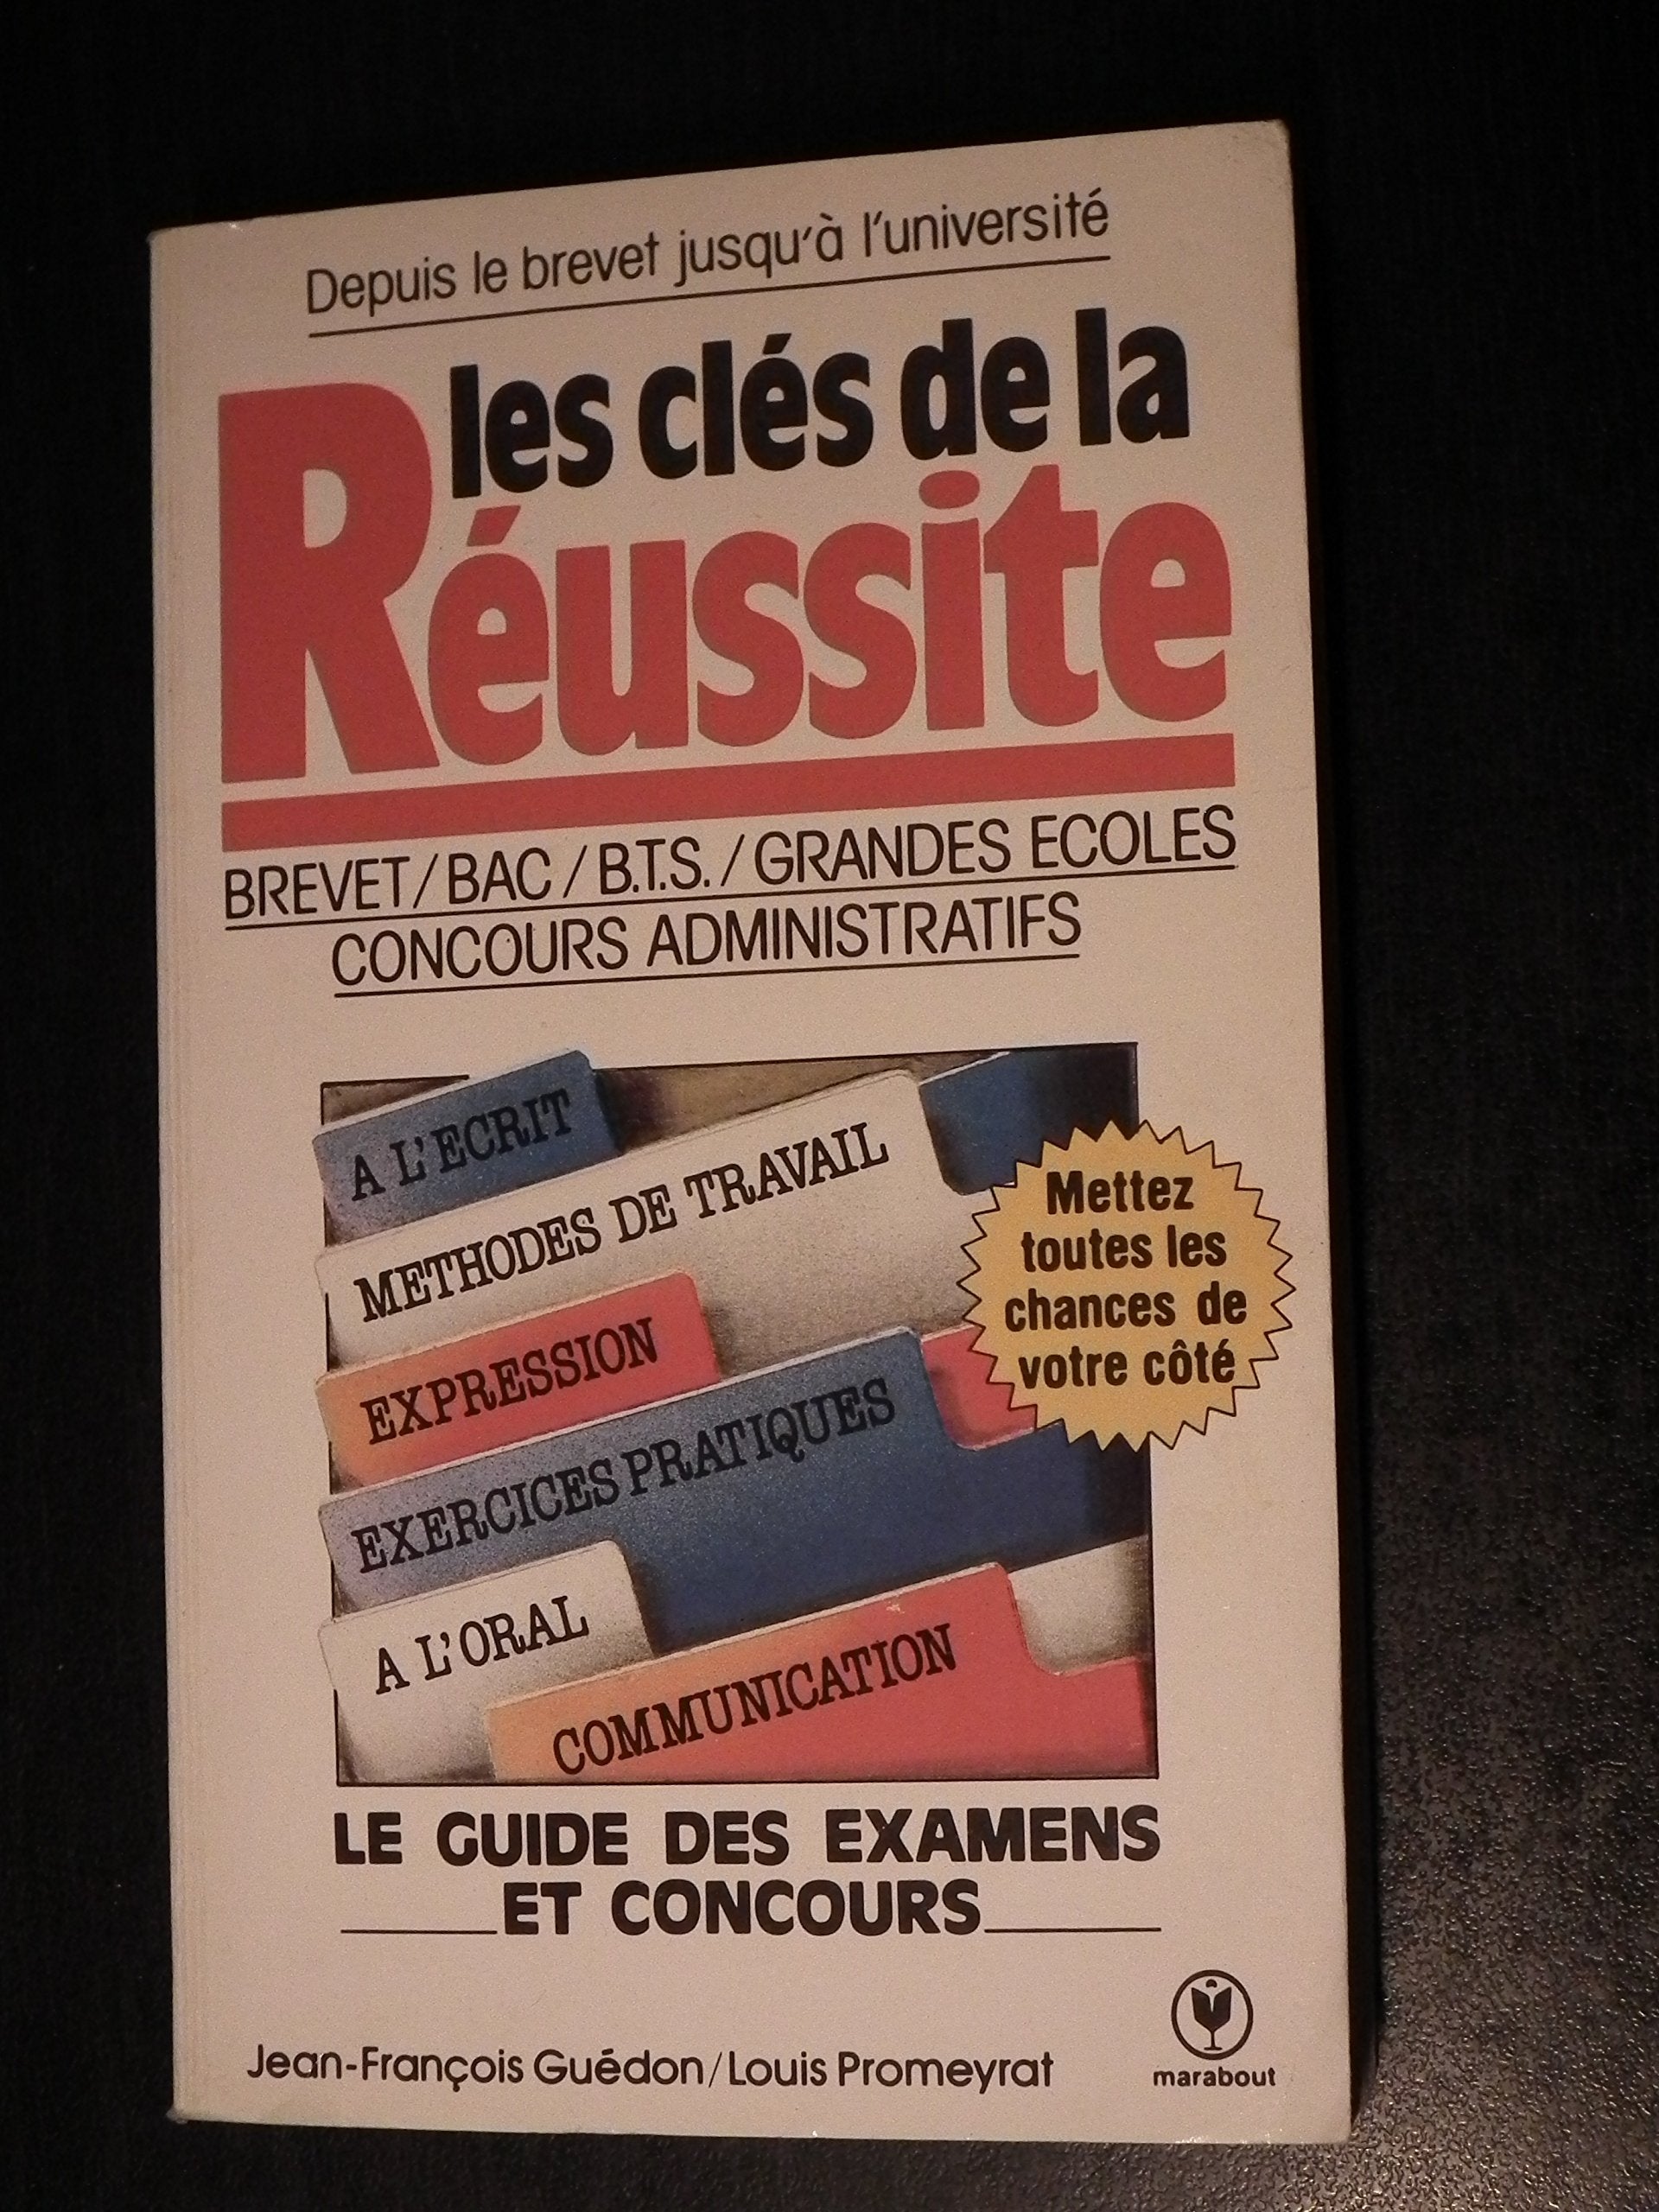 Depuis le brevet jusqu'à l'université
les clés de la
Réussite
BREVET/BAC/B.T.S./GRANDES ECOLES
CONCOURS ADMINISTRATIFS
A L'ECRIT
METHODES DE TRAVAIL
EXPRESSION
EXERCICES PRATIQUES
A L'ORAL
COMMUNICATION
Mettez
toutes les
chances de
votre côté
LE GUIDE DES EXAMENS
ET CONCOURS
Jean-François Guédon/Louis Promeyrat
marabout